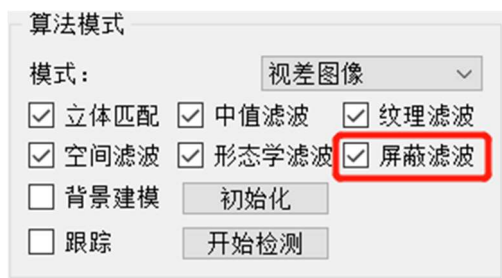 算法模式
模式： 视差图像
立体匹配 中值滤波 纹理滤波
空间滤波 形态学滤波 屏蔽滤波
背景建模 初始化
跟踪 开始检测